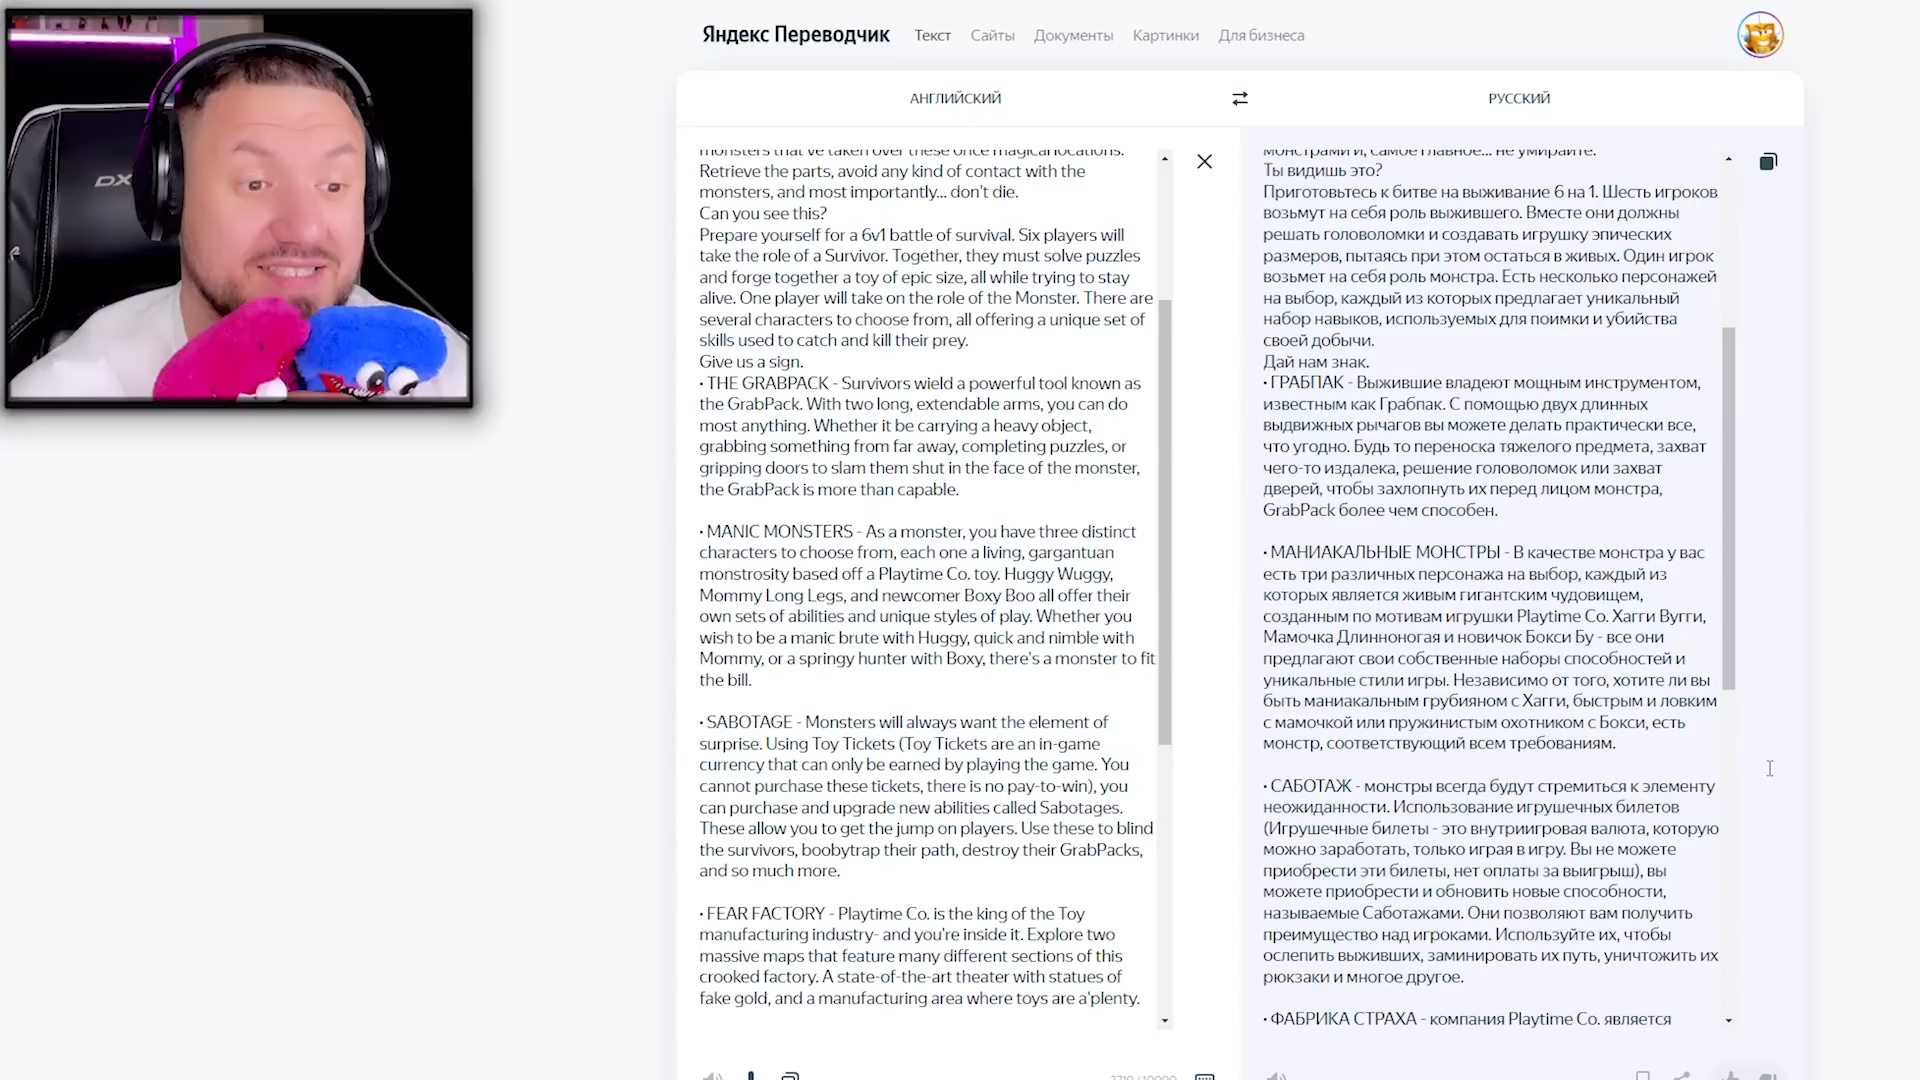 Яндекс Переводчик
Текст
Сайты
Документы
Картинки
Для бизнеса
АНГЛИЙСКИЙ
РУССКИЙ
DX
monsters that've taken over these once magical locations.
Retrieve the parts, avoid any kind of contact with the
monsters, and most importantly... don't die.
Can you see this?
Prepare yourself for a 6v1 battle of survival. Six players will
take the role of a Survivor. Together, they must solve puzzles
and forge together a toy of epic size, all while trying to stay
alive. One player will take on the role of the Monster. There are
several characters to choose from, all offering a unique set of
skills used to catch and kill their prey.
Give us a sign.
• THE GRABPACK - Survivors wield a powerful tool known as
the GrabPack. With two long, extendable arms, you can do
most anything. Whether it be carrying a heavy object,
grabbing something from far away, completing puzzles, or
gripping doors to slam them shut in the face of the monster,
the GrabPack is more than capable.
• MANIC MONSTERS - As a monster, you have three distinct
characters to choose from, each one a living, gargantuan
monstrosity based off a Playtime Co. toy. Huggy Wuggy,
Mommy Long Legs, and newcomer Boxy Boo all offer their
own sets of abilities and unique styles of play. Whether you
wish to be a manic brute with Huggy, quick and nimble with
Mommy, or a springy hunter with Boxy, there's a monster to fit
the bill.
• SABOTAGE - Monsters will always want the element of
surprise. Using Toy Tickets (Toy Tickets are an in-game
currency that can only be earned by playing the game. You
cannot purchase these tickets, there is no pay-to-win), you
can purchase and upgrade new abilities called Sabotages.
These allow you to get the jump on players. Use these to blind
the survivors, boobytrap their path, destroy their GrabPacks,
and so much more.
• FEAR FACTORY - Playtime Co. is the king of the Toy
manufacturing industry- and you're inside it. Explore two
massive maps that feature many different sections of this
crooked factory. A state-of-the-art theater with statues of
fake gold, and a manufacturing area where toys are a'plenty.
монстрами и, самое главное... не умирайте.
Ты видишь это?
Приготовьтесь к битве на выживание 6 на 1. Шесть игроков
возьмут на себя роль выжившего. Вместе они должны
решать головоломки и создавать игрушку эпических
размеров, пытаясь при этом остаться в живых. Один игрок
возьмет на себя роль монстра. Есть несколько персонажей
на выбор, каждый из которых предлагает уникальный
набор навыков, используемых для поимки и убийства
своей добычи.
Дай нам знак.
• ГРАБПАК - Выжившие владеют мощным инструментом,
известным как Грабпак. С помощью двух длинных
выдвижных рычагов вы можете делать практически все,
что угодно. Будь то переноска тяжелого предмета, захват
чего-то издалека, решение головоломок или захват
дверей, чтобы захлопнуть их перед лицом монстра,
GrabPack более чем способен.
• МАНИАКАЛЬНЫЕ МОНСТРЫ - В качестве монстра у вас
есть три различных персонажа на выбор, каждый из
которых является живым гигантским чудовищем,
созданным по мотивам игрушки Playtime Co. Хагги Вугги,
Мамочка Длинноногая и новичок Бокси Бу - все они
предлагают свои собственные наборы способностей и
уникальные стили игры. Независимо от того, хотите ли вы
быть маниакальным грубияном с Хагги, быстрым и ловким
с мамочкой или пружинистым охотником с Бокси, есть
монстр, соответствующий всем требованиям.
• САБОТАЖ - монстры всегда будут стремиться к элементу
неожиданности. Использование игрушечных билетов
(Игрушечные билеты - это внутриигровая валюта, которую
можно заработать, только играя в игру. Вы не можете
приобрести эти билеты, нет оплаты за выигрыш), вы
можете приобрести и обновить новые способности,
называемые Саботажами. Они позволяют вам получить
преимущество над игроками. Используйте их, чтобы
ослепить выживших, заминировать их путь, уничтожить их
рюкзаки и многое другое.
• ФАБРИКА СТРАХА - компания Playtime Co. является